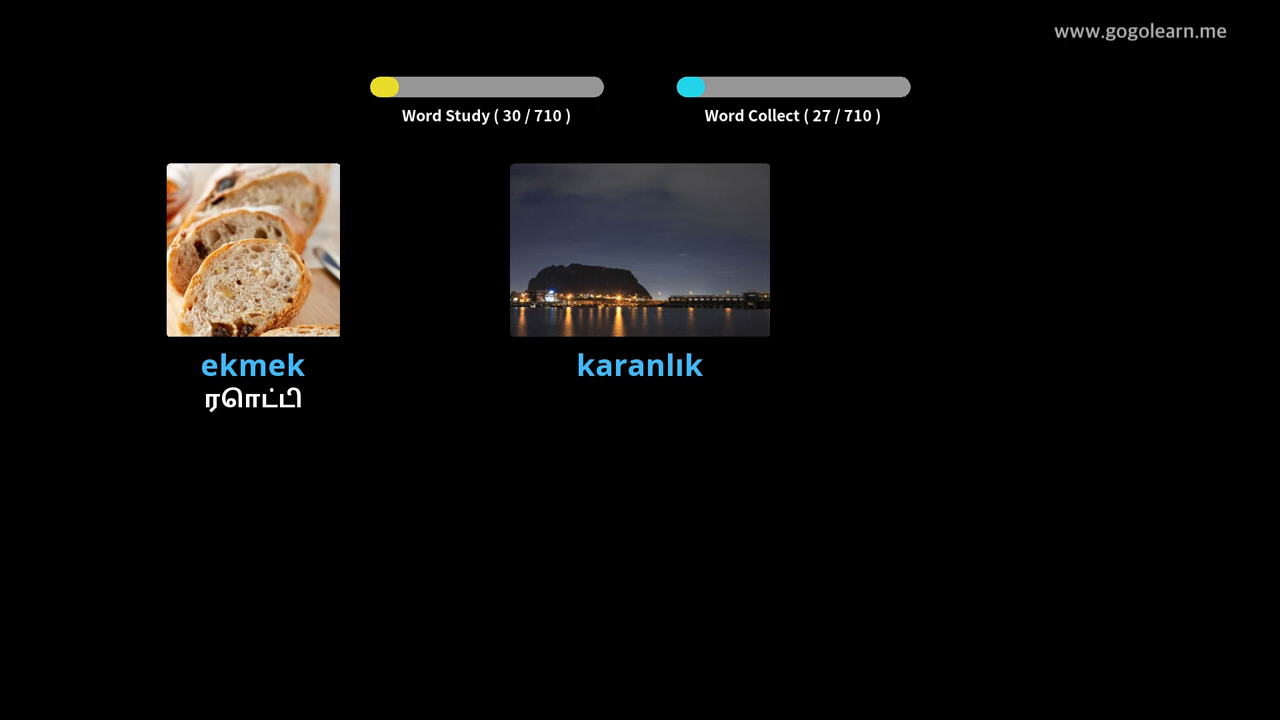 www.gogolearn.me
Word Study ( 30 / 710 )
Word Collect ( 27 / 710 )
ekmek
ரொட்டி
karanlık